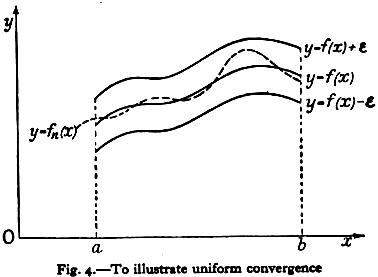 y
y=f(x)+ε
y=f(x)
y=f(x)-ε
y=fₙ(x)
O
a
b
x
Fig. 4.—To illustrate uniform convergence